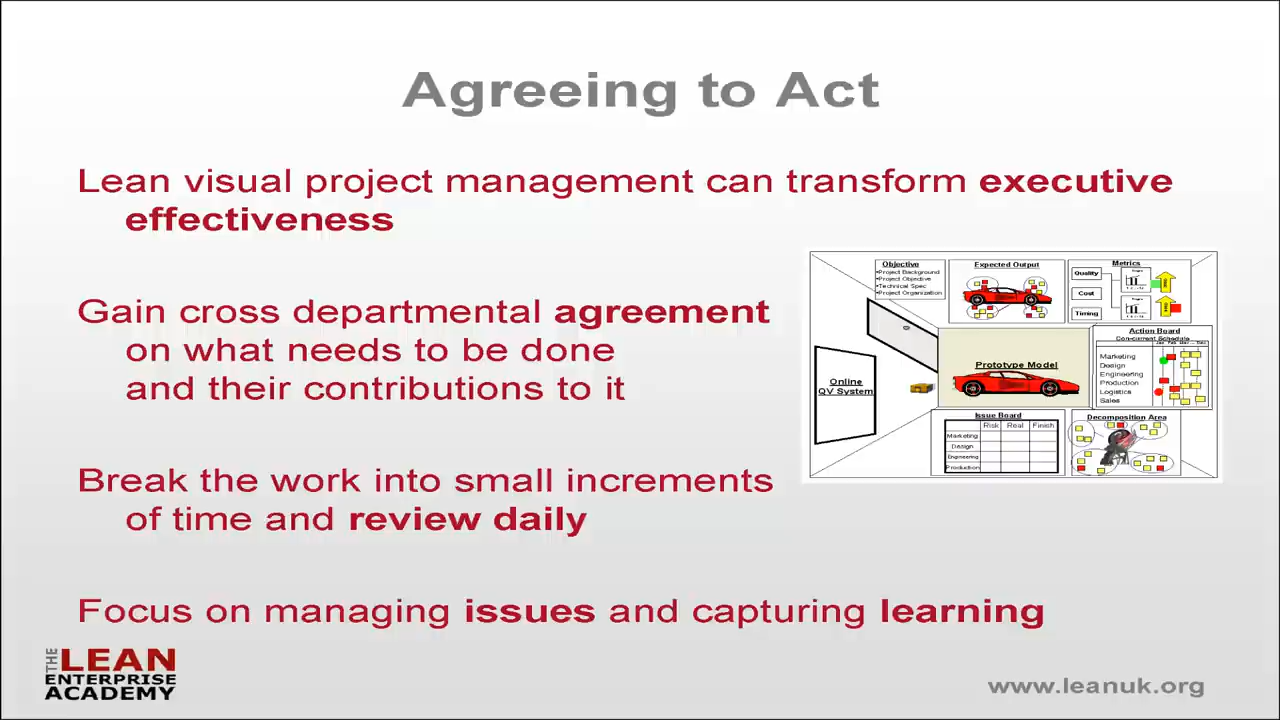 Agreeing to Act
Lean visual project management can transform executive
effectiveness
Gain cross departmental agreement
on what needs to be done
and their contributions to it
Break the work into small increments
of time and review daily
Focus on managing issues and capturing learning
Objective
•Project Background
•Project Objective
•Technical Spec
•Project Organization
Expected Output
Metrics
Quality
Cost
Timing
Online
QV System
Prototype Model
Action Board
Concurrent Schedule
Marketing
Design
Engineering
Production
Logistics
Sales
Issue Board
Risk Real Finish
Marketing
Design
Engineering
Production
Decomposition Area
THE LEAN
ENTERPRISE
ACADEMY
www.leanuk.org